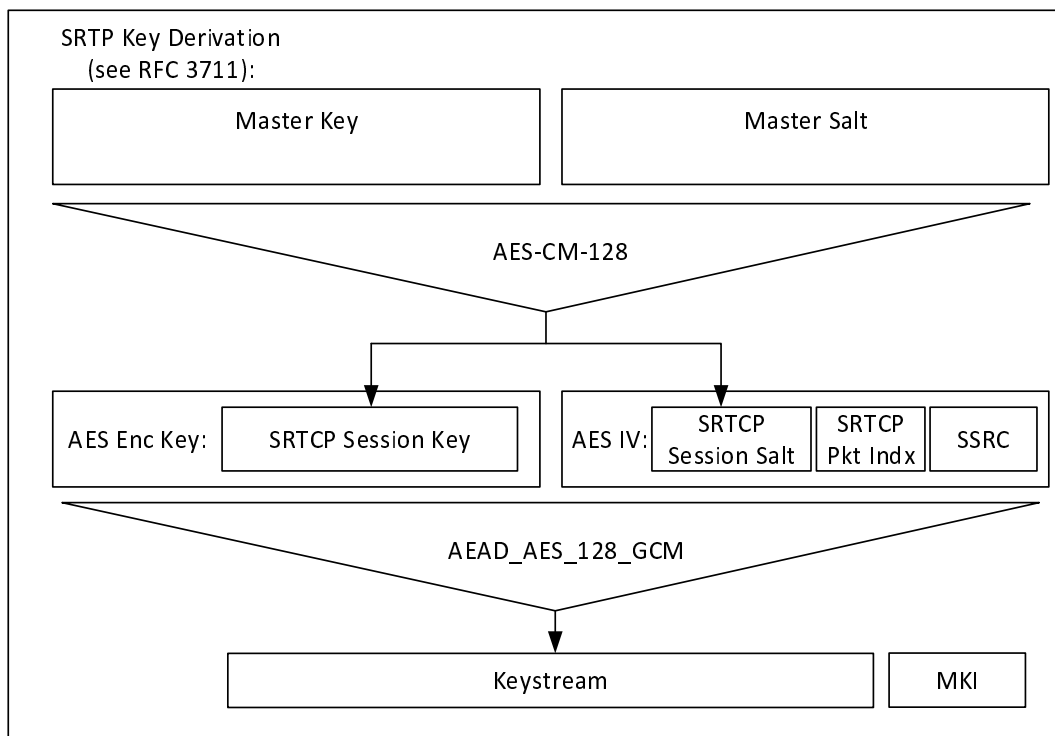 SRTP Key Derivation
(see RFC 3711):
Master Key
Master Salt
AES-CM-128
AES Enc Key:
SRTCP Session Key
AES IV:
SRTCP
Session Salt
SRTCP
Pkt Indx
SSRC
AEAD_AES_128_GCM
Keystream
MKI